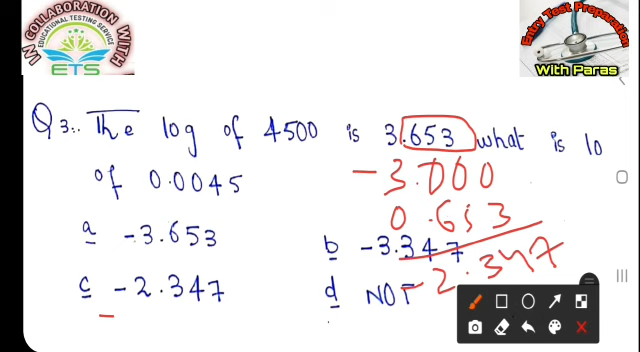 IN COLLABORATION WITH
EDUCATIONAL TESTING SERVICE
ETS
Entry Test Preparation
With Paras
Q 3:. The log of 4500 is 3.653 what is lo
of 0.0045
-3.000
0.653
a -3.653
b -3.347
-2.347
c -2.347
d NOT